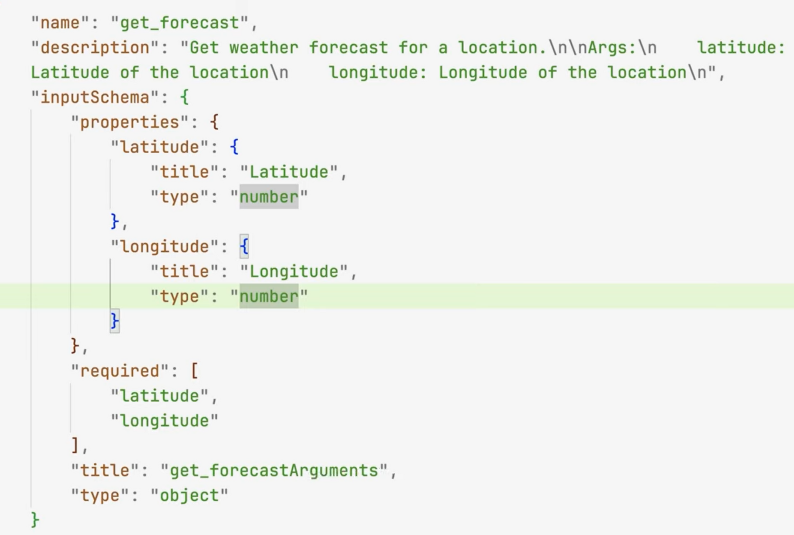 "name": "get_forecast",
"description": "Get weather forecast for a location.\n\nArgs:\n    latitude:
Latitude of the location\n    longitude: Longitude of the location\n",
"inputSchema": {
    "properties": {
        "latitude": {
            "title": "Latitude",
            "type": "number"
        },
        "longitude": {
            "title": "Longitude",
            "type": "number"
        }
    },
    "required": [
        "latitude",
        "longitude"
    ],
    "title": "get_forecastArguments",
    "type": "object"
}